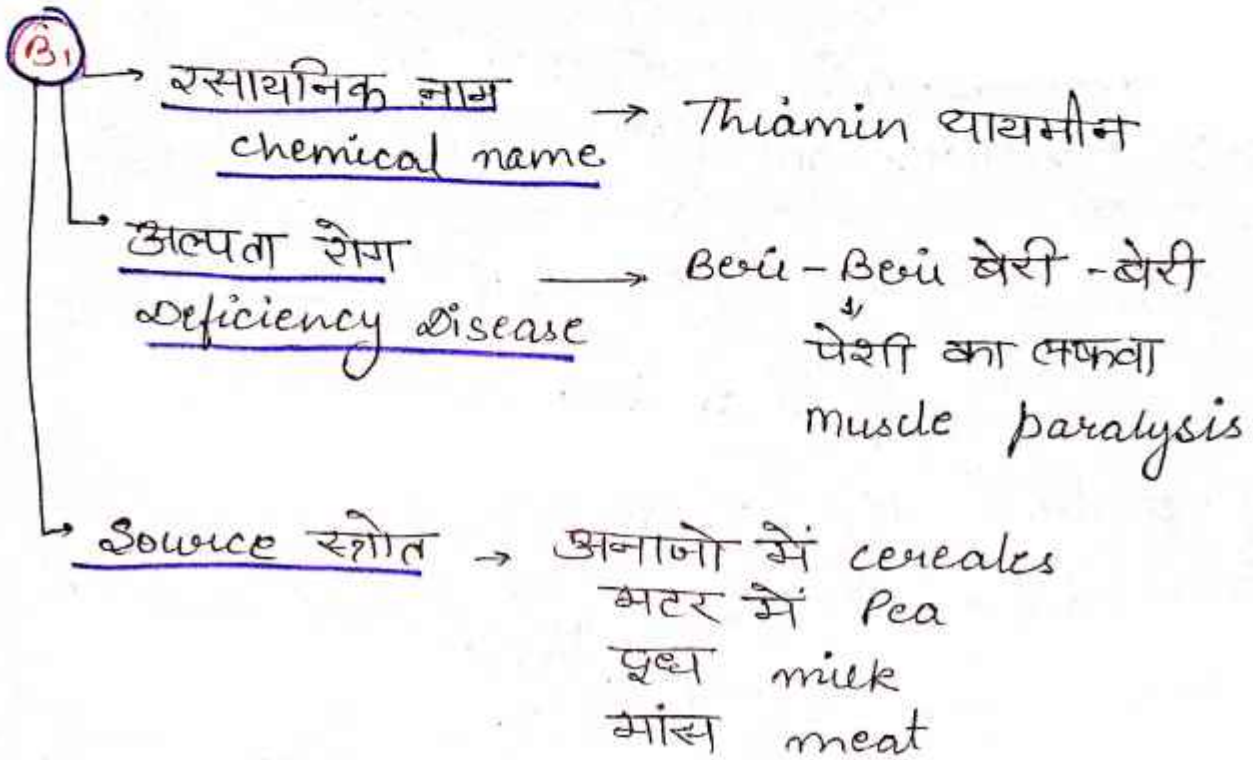 B1
रसायनिक नाम
chemical name → Thiamin थायमीन
अल्पता रोग
Deficiency Disease → Beri - Beri बेरी - बेरी
पेशी का लकवा
muscle paralysis
Source स्त्रोत → अनाजो में cereales
मटर में Pea
दूध milk
मांस meat